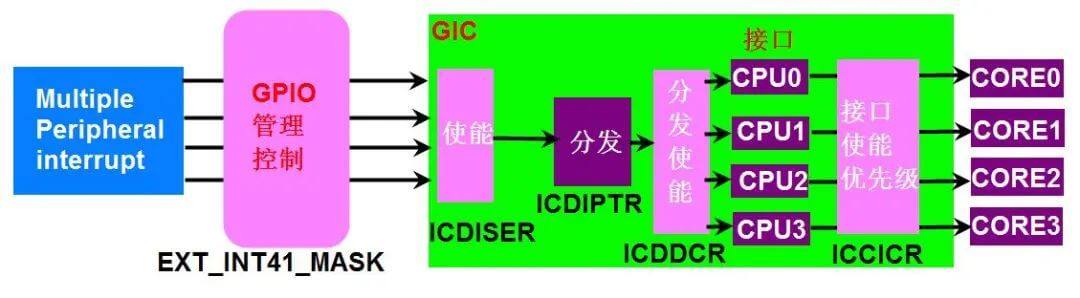 Multiple
Peripheral
interrupt
GPIO
管理
控制
EXT_INT41_MASK
GIC
使能
ICDISER
分发
ICDIPTR
分
发
使
能
ICDDCR
接口
CPU0
CPU1
CPU2
CPU3
接口
使能
优先级
ICCICR
CORE0
CORE1
CORE2
CORE3